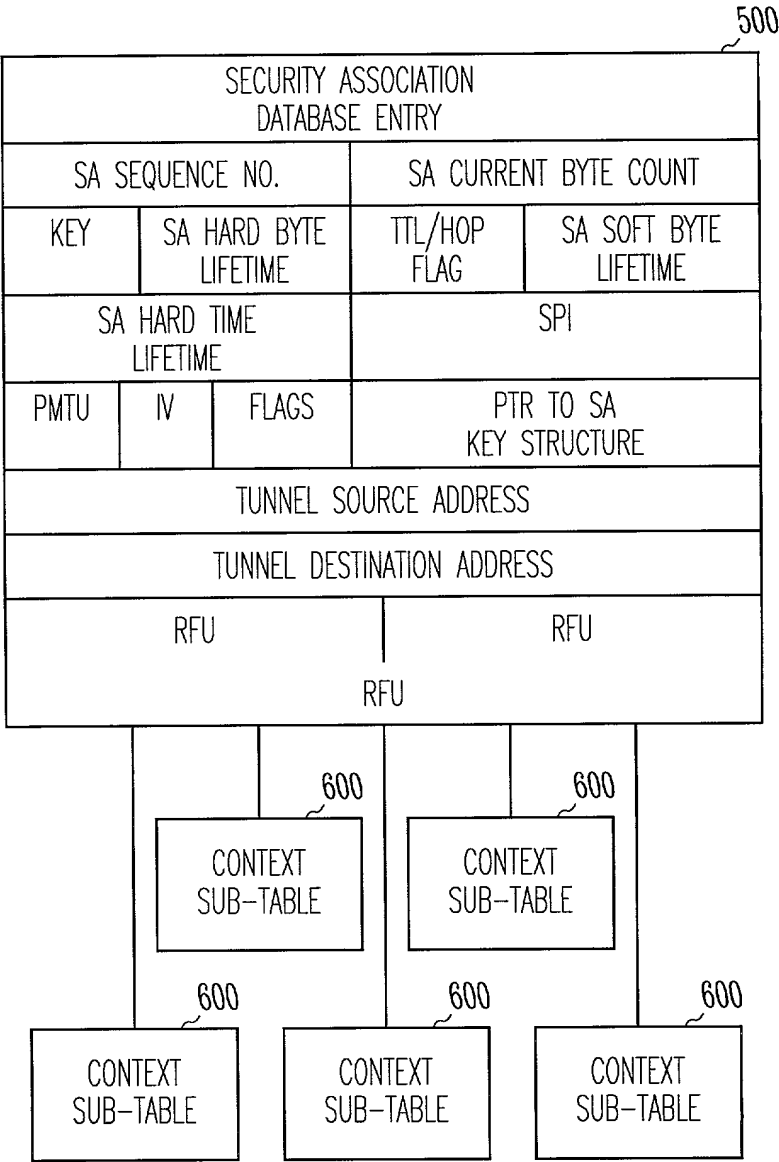 500
SECURITY ASSOCIATION
DATABASE ENTRY
SA SEQUENCE NO.
SA CURRENT BYTE COUNT
KEY
SA HARD BYTE
LIFETIME
TTL/HOP
FLAG
SA SOFT BYTE
LIFETIME
SA HARD TIME
LIFETIME
SPI
PMTU
IV
FLAGS
PTR TO SA
KEY STRUCTURE
TUNNEL SOURCE ADDRESS
TUNNEL DESTINATION ADDRESS
RFU
RFU
RFU
600
CONTEXT
SUB-TABLE
600
CONTEXT
SUB-TABLE
600
CONTEXT
SUB-TABLE
600
CONTEXT
SUB-TABLE
600
CONTEXT
SUB-TABLE